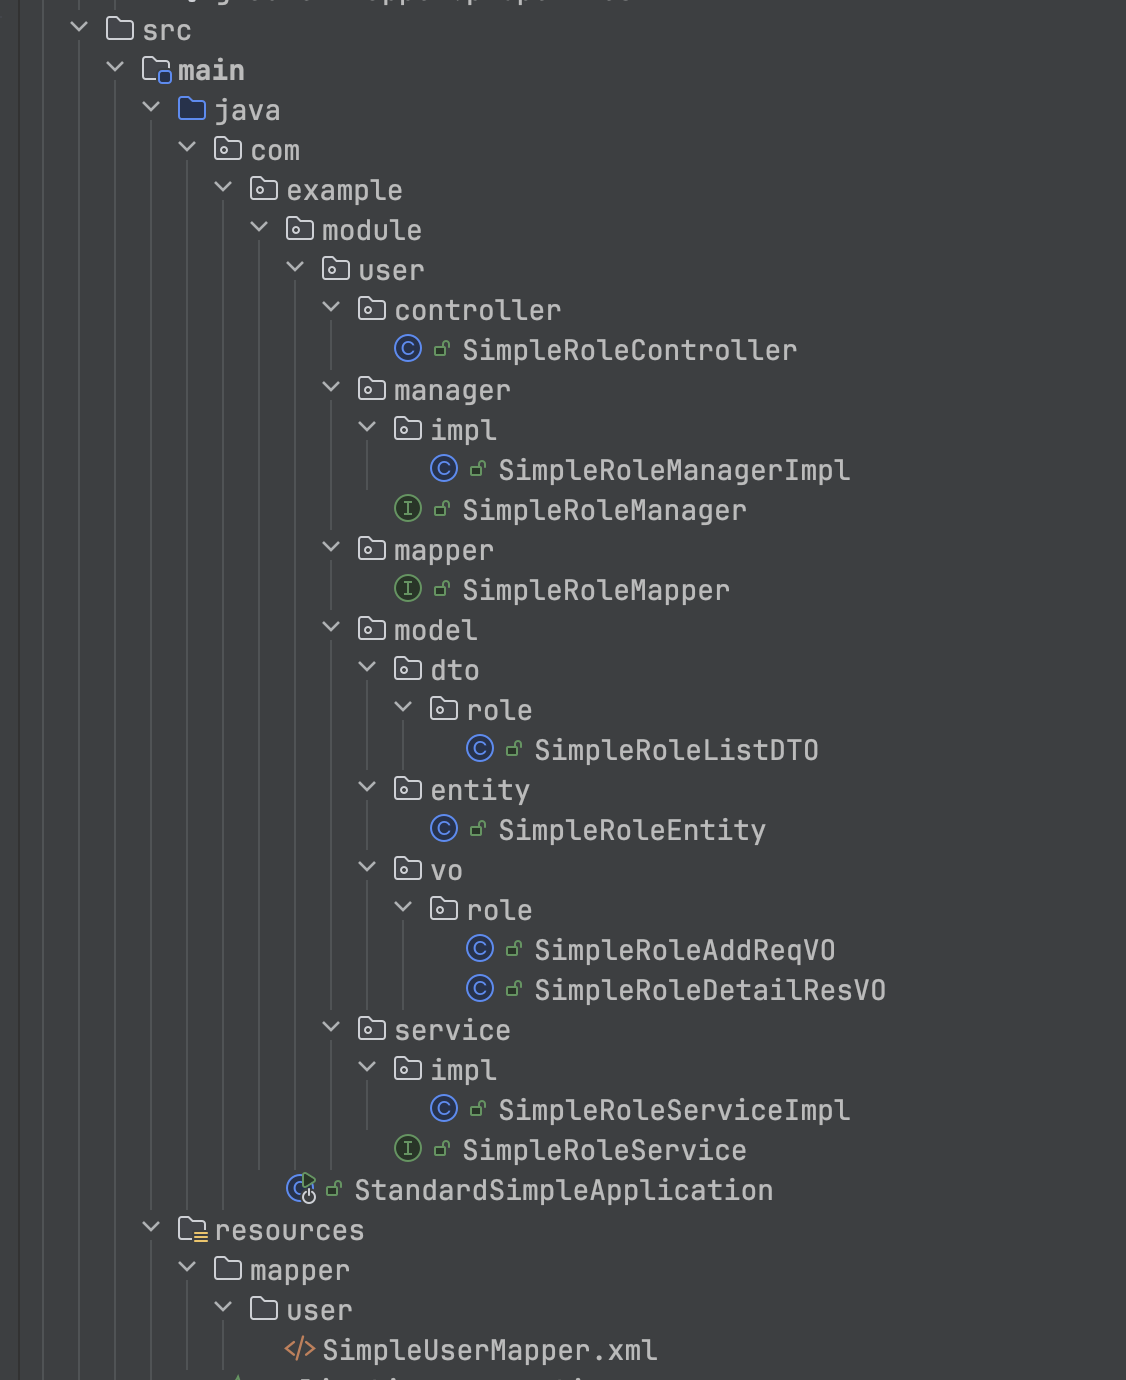 src
main
java
com
example
module
user
controller
SimpleRoleController
manager
impl
SimpleRoleManagerImpl
SimpleRoleManager
mapper
SimpleRoleMapper
model
dto
role
SimpleRoleListDTO
entity
SimpleRoleEntity
vo
role
SimpleRoleAddReqVO
SimpleRoleDetailResVO
service
impl
SimpleRoleServiceImpl
SimpleRoleService
StandardSimpleApplication
resources
mapper
user
SimpleUserMapper.xml